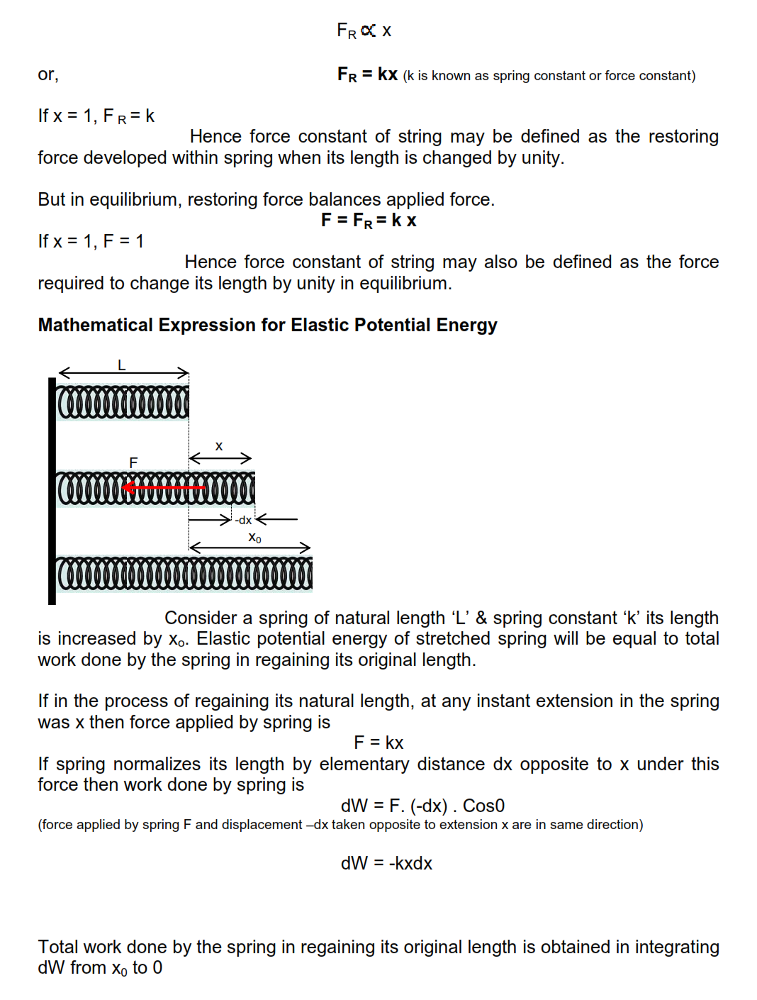 F_R ∝ x
or, F_R = kx (k is known as spring constant or force constant)
If x = 1, F _R = k
Hence force constant of string may be defined as the restoring
force developed within spring when its length is changed by unity.
But in equilibrium, restoring force balances applied force.
F = F_R = k x
If x = 1, F = 1
Hence force constant of string may also be defined as the force
required to change its length by unity in equilibrium.
Mathematical Expression for Elastic Potential Energy
L
x
F
-dx
x₀
Consider a spring of natural length ‘L’ & spring constant ‘k’ its length
is increased by xₒ. Elastic potential energy of stretched spring will be equal to total
work done by the spring in regaining its original length.
If in the process of regaining its natural length, at any instant extension in the spring
was x then force applied by spring is
F = kx
If spring normalizes its length by elementary distance dx opposite to x under this
force then work done by spring is
dW = F. (-dx) . Cos0
(force applied by spring F and displacement –dx taken opposite to extension x are in same direction)
dW = -kxdx
Total work done by the spring in regaining its original length is obtained in integrating
dW from x₀ to 0